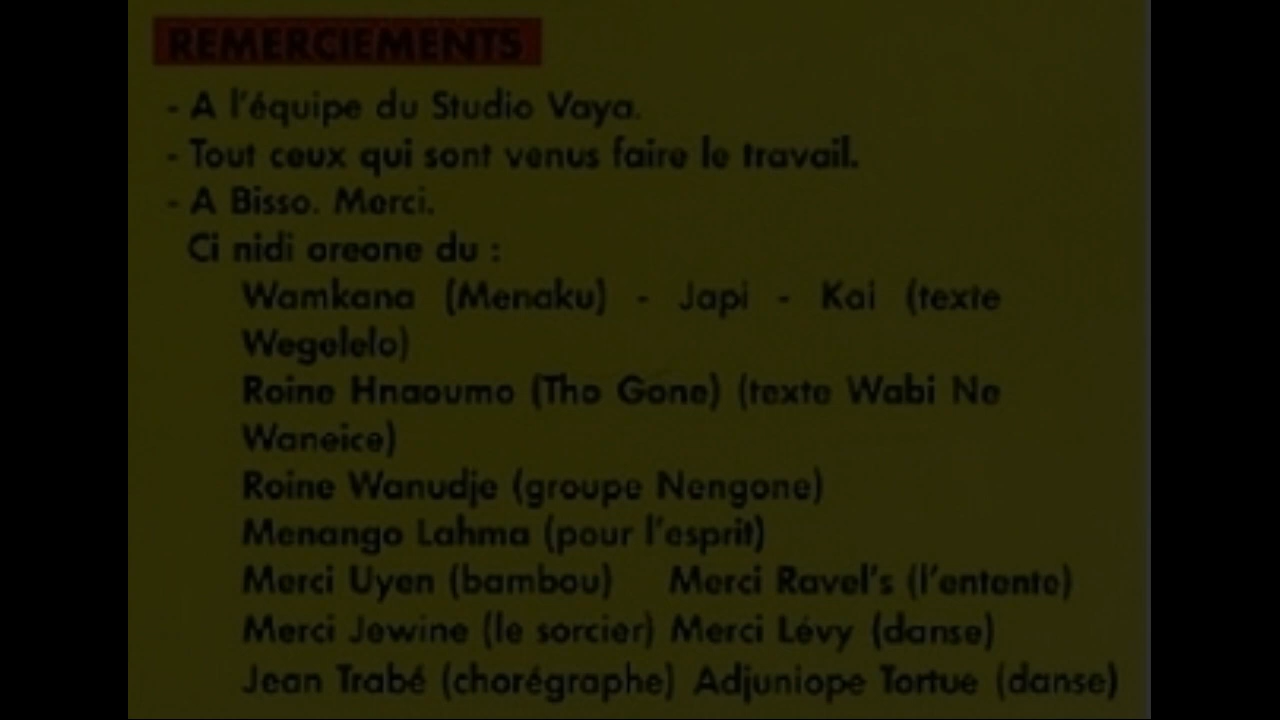 REMERCIEMENTS
- A l'équipe du Studio Vaya.
- Tout ceux qui sont venus faire le travail.
- A Bisso. Merci.
Ci nidi oreone du :
Wamkana (Menaku) - Japi - Kai (texte
Wegelelo)
Roine Hnaoumo (Tho Gone) (texte Wabi Ne
Waneice)
Roine Wanudje (groupe Nengone)
Menango Lahma (pour l'esprit)
Merci Uyen (bambou) Merci Ravel's (l'entente)
Merci Jewine (le sorcier) Merci Lévy (danse)
Jean Trabé (chorégraphe) Adjuniope Tortue (danse)